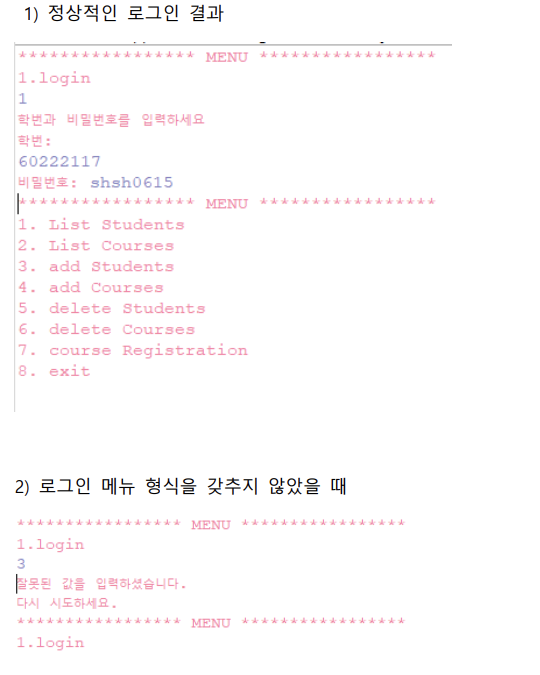 1) 정상적인 로그인 결과
***************** MENU *****************
1.login
1
학번과 비밀번호를 입력하세요
학번:
60222117
비밀번호: shsh0615
***************** MENU *****************
1. List Students
2. List Courses
3. add Students
4. add Courses
5. delete Students
6. delete Courses
7. course Registration
8. exit
2) 로그인 메뉴 형식을 갖추지 않았을 때
***************** MENU *****************
1.login
3
잘못된 값을 입력하셨습니다.
다시 시도하세요.
***************** MENU *****************
1.login